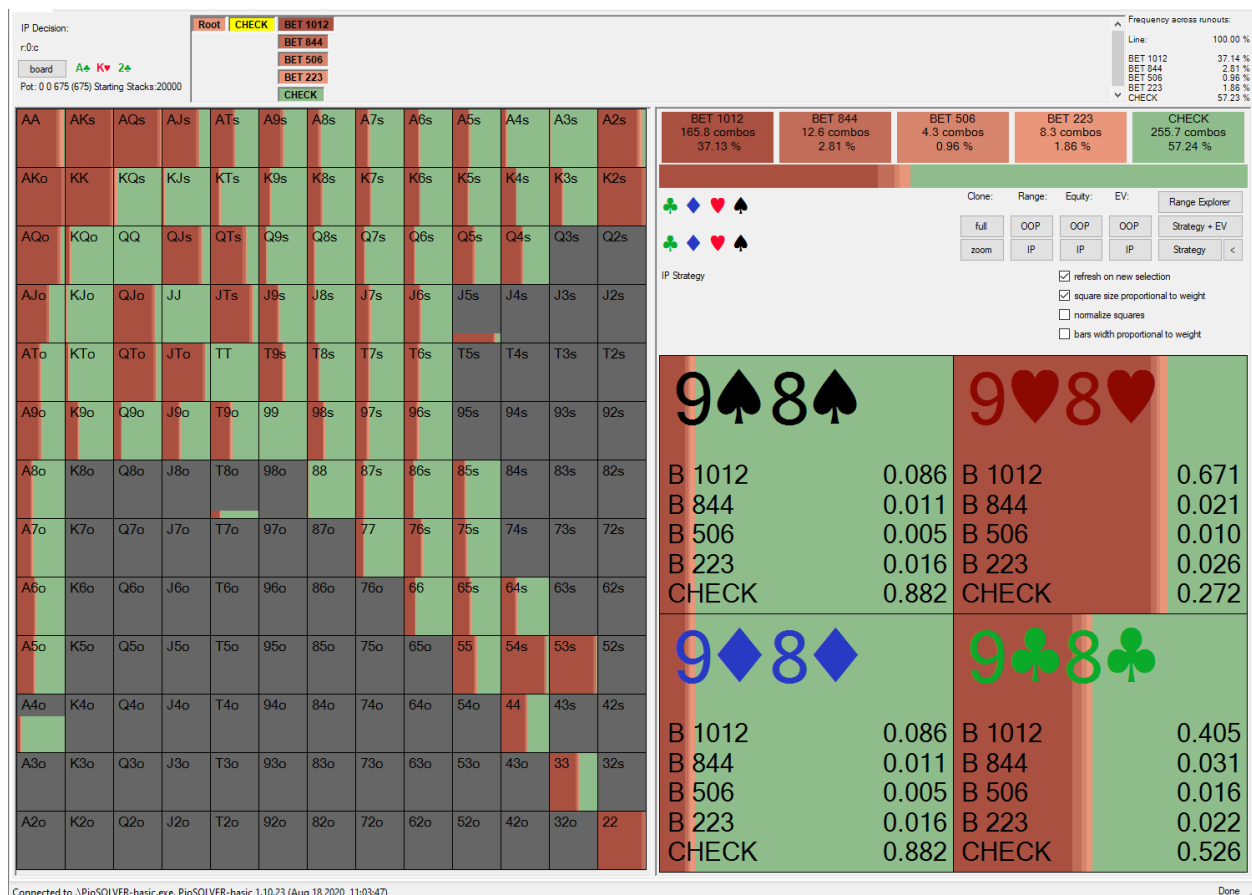 IP Decision:
r:0:c
board A♣ K♥ 2♣
Pot: 0 0 675 (675) Starting Stacks:20000
Root CHECK BET 1012
BET 844
BET 506
BET 223
CHECK
Frequency across runouts:
Line: 100.00 %
BET 1012 37.14 %
BET 844 2.81 %
BET 506 0.96 %
BET 223 1.86 %
CHECK 57.23 %
AA AKs AQs AJs ATs A9s A8s A7s A6s A5s A4s A3s A2s
AKo KK KQs KJs KTs K9s K8s K7s K6s K5s K4s K3s K2s
AQo KQo QQ QJs QTs Q9s Q8s Q7s Q6s Q5s Q4s Q3s Q2s
AJo KJo QJo JJ JTs J9s J8s J7s J6s J5s J4s J3s J2s
ATo KTo QTo JTo TT T9s T8s T7s T6s T5s T4s T3s T2s
A9o K9o Q9o J9o T9o 99 98s 97s 96s 95s 94s 93s 92s
A8o K8o Q8o J8o T8o 98o 88 87s 86s 85s 84s 83s 82s
A7o K7o Q7o J7o T7o 97o 87o 77 76s 75s 74s 73s 72s
A6o K6o Q6o J6o T6o 96o 86o 76o 66 65s 64s 63s 62s
A5o K5o Q5o J5o T5o 95o 85o 75o 65o 55 54s 53s 52s
A4o K4o Q4o J4o T4o 94o 84o 74o 64o 54o 44 43s 42s
A3o K3o Q3o J3o T3o 93o 83o 73o 63o 53o 43o 33 32s
A2o K2o Q2o J2o T2o 92o 82o 72o 62o 52o 42o 32o 22
BET 1012 BET 844 BET 506 BET 223 CHECK
165.8 combos 12.6 combos 4.3 combos 8.3 combos 255.7 combos
37.13 % 2.81 % 0.96 % 1.86 % 57.24 %
♣ ♦ ♥ ♠
♣ ♦ ♥ ♠
Clone: Range: Equity: EV: Range Explorer
full OOP OOP OOP Strategy + EV
zoom IP IP IP Strategy <
IP Strategy
refresh on new selection
square size proportional to weight
normalize squares
bars width proportional to weight
9♠8♠ 9♥8♥
B 1012 0.086 B 1012 0.671
B 844 0.011 B 844 0.021
B 506 0.005 B 506 0.010
B 223 0.016 B 223 0.026
CHECK 0.882 CHECK 0.272
9♦8♦ 9♣8♣
B 1012 0.086 B 1012 0.405
B 844 0.011 B 844 0.031
B 506 0.005 B 506 0.016
B 223 0.016 B 223 0.022
CHECK 0.882 CHECK 0.526
Connected to .\PioSOLVER-basic.exe, PioSOLVER-basic 1.10.23 (Aug 18 2020, 11:03:47) Done